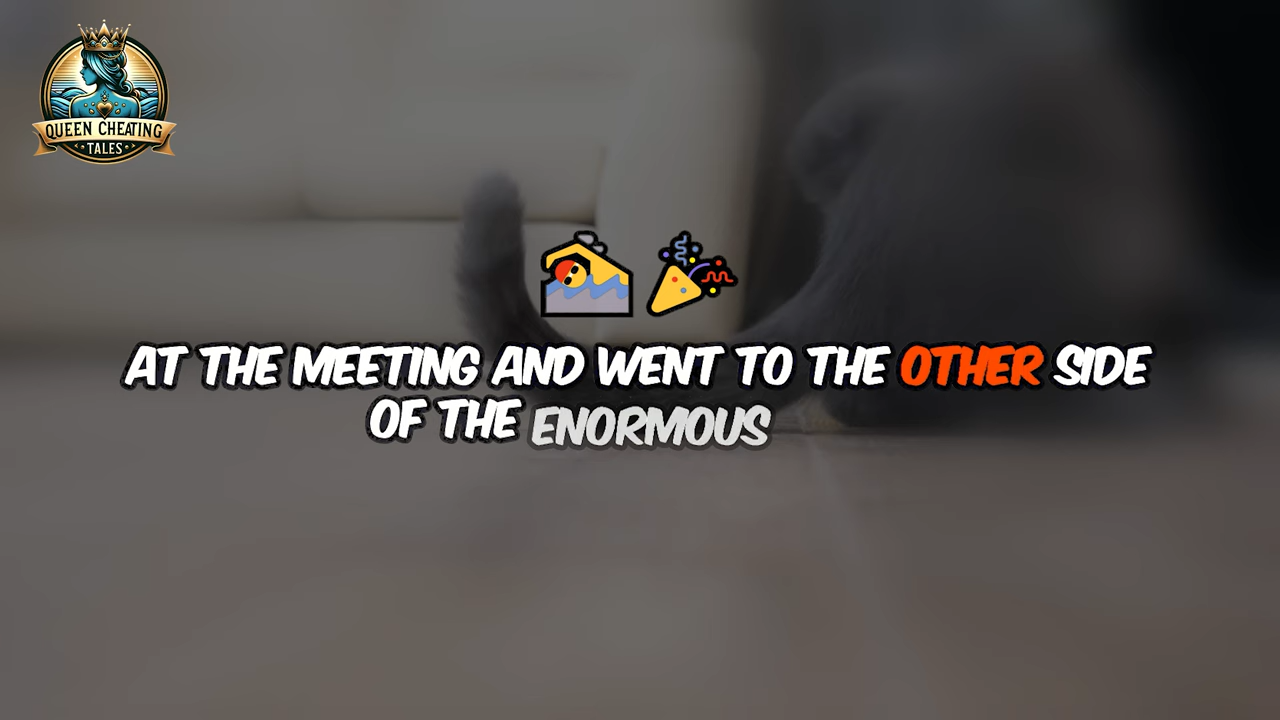 QUEEN CHEATING
TALES
AT THE MEETING AND WENT TO THE OTHER SIDE
OF THE ENORMOUS